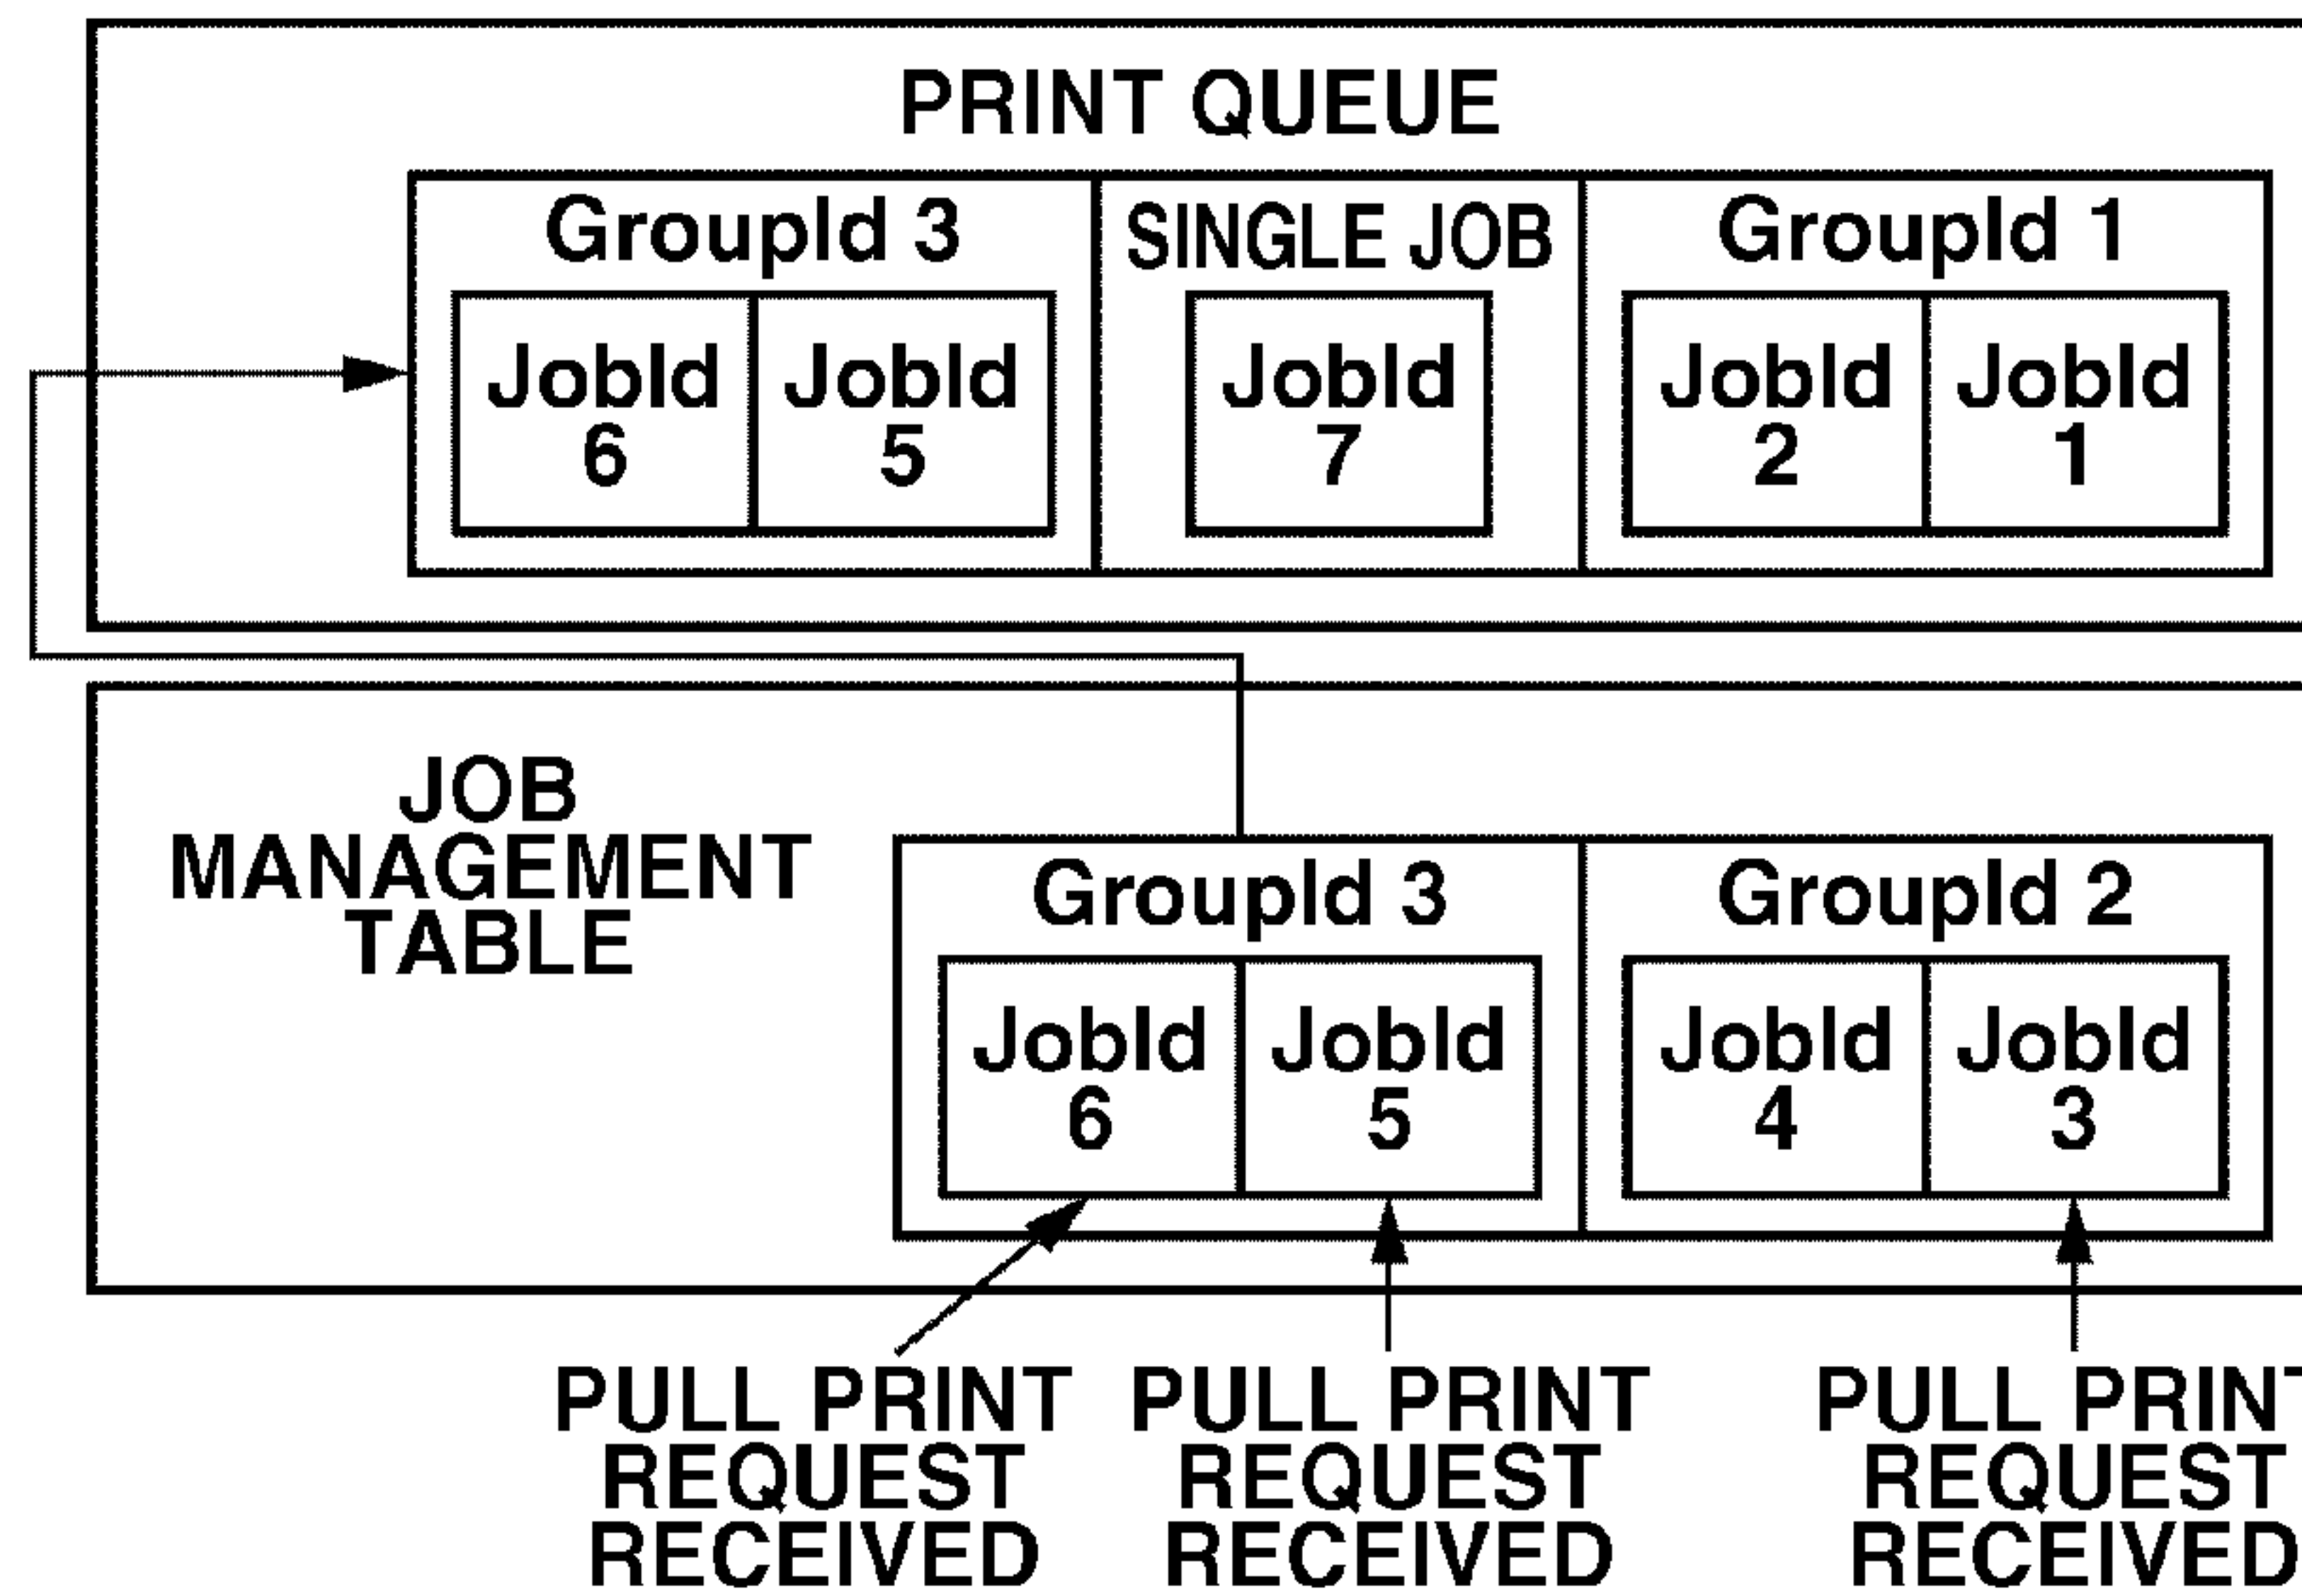 PRINT QUEUE
GroupId 3
SINGLE JOB
GroupId 1
JobId
6
JobId
5
JobId
7
JobId
2
JobId
1
JOB
MANAGEMENT
TABLE
GroupId 3
GroupId 2
JobId
6
JobId
5
JobId
4
JobId
3
PULL PRINT
REQUEST
RECEIVED
PULL PRINT
REQUEST
RECEIVED
PULL PRINT
REQUEST
RECEIVED